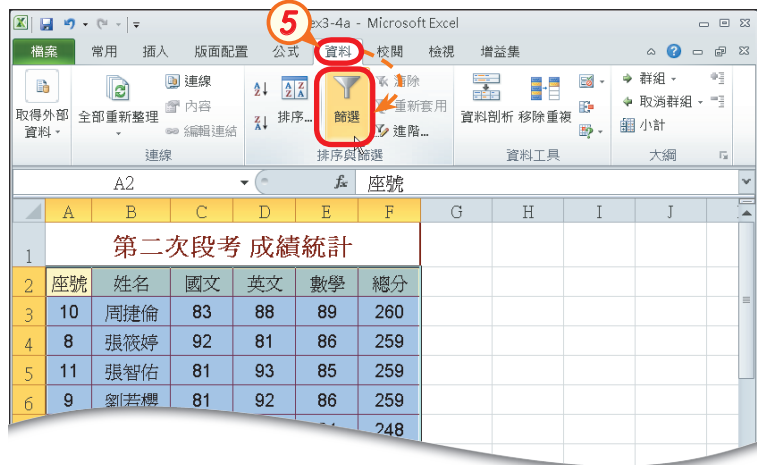 5
ex3-4a - Microsoft Excel
檔案 常用 插入 版面配置 公式 資料 校閱 檢視 增益集
取得外部資料
全部重新整理
連線
內容
編輯連結
連線
排序...
篩選
清除
重新套用
進階...
排序與篩選
資料剖析 移除重複
資料工具
群組
取消群組
小計
大綱
A2 fx 座號
A B C D E F G H I J
1 第二次段考 成績統計
2 座號 姓名 國文 英文 數學 總分
3 10 周捷倫 83 88 89 260
4 8 張筱婷 92 81 86 259
5 11 張智佑 81 93 85 259
6 9 劉若櫻 81 92 86 259
248